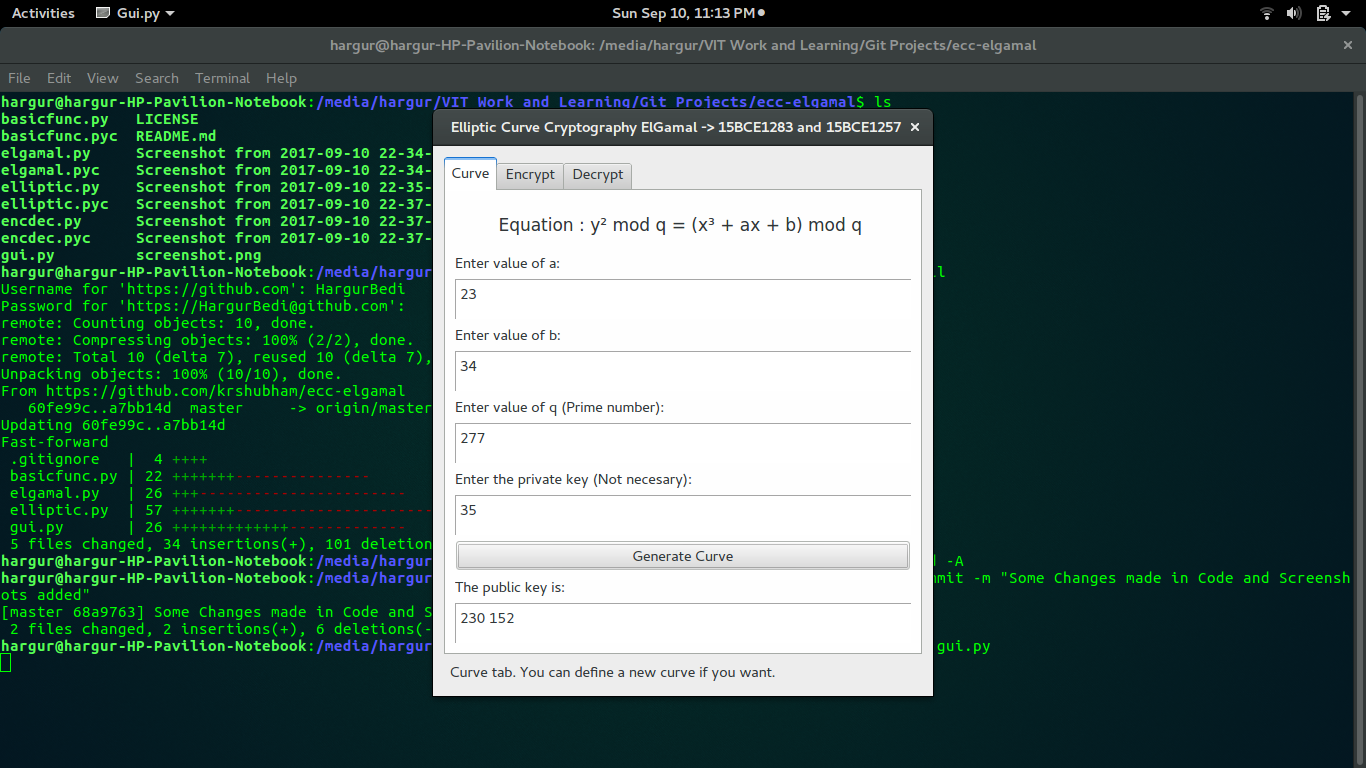 Activities Gui.py Sun Sep 10, 11:13 PM
hargur@hargur-HP-Pavilion-Notebook: /media/hargur/VIT Work and Learning/Git Projects/ecc-elgamal ×
File Edit View Search Terminal Help
hargur@hargur-HP-Pavilion-Notebook:/media/hargur/VIT Work and Learning/Git Projects/ecc-elgamal$ ls
basicfunc.py LICENSE
basicfunc.pyc README.md
elgamal.py Screenshot from 2017-09-10 22-34-
elgamal.pyc Screenshot from 2017-09-10 22-34-
elliptic.py Screenshot from 2017-09-10 22-35-
elliptic.pyc Screenshot from 2017-09-10 22-37-
encdec.py Screenshot from 2017-09-10 22-37-
encdec.pyc Screenshot from 2017-09-10 22-37-
gui.py screenshot.png
hargur@hargur-HP-Pavilion-Notebook:/media/hargur l
Username for 'https://github.com': HargurBedi
Password for 'https://HargurBedi@github.com':
remote: Counting objects: 10, done.
remote: Compressing objects: 100% (2/2), done.
remote: Total 10 (delta 7), reused 10 (delta 7),
Unpacking objects: 100% (10/10), done.
From https://github.com/krshubham/ecc-elgamal
60fe99c..a7bb14d master -> origin/master
Updating 60fe99c..a7bb14d
Fast-forward
.gitignore | 4 ++++
basicfunc.py | 22 +++++++---------------
elgamal.py | 26 +++-----------------------
elliptic.py | 57 +++++++------------------------
gui.py | 26 +++++++++++++-------------
5 files changed, 34 insertions(+), 101 deletion
hargur@hargur-HP-Pavilion-Notebook:/media/hargur -A
hargur@hargur-HP-Pavilion-Notebook:/media/hargur mit -m "Some Changes made in Code and Screensh
ots added"
[master 68a9763] Some Changes made in Code and S
2 files changed, 2 insertions(+), 6 deletions(-
hargur@hargur-HP-Pavilion-Notebook:/media/hargur gui.py
Elliptic Curve Cryptography ElGamal -> 15BCE1283 and 15BCE1257 ×
Curve Encrypt Decrypt
Equation : y² mod q = (x³ + ax + b) mod q
Enter value of a:
23
Enter value of b:
34
Enter value of q (Prime number):
277
Enter the private key (Not necesary):
35
Generate Curve
The public key is:
230 152
Curve tab. You can define a new curve if you want.